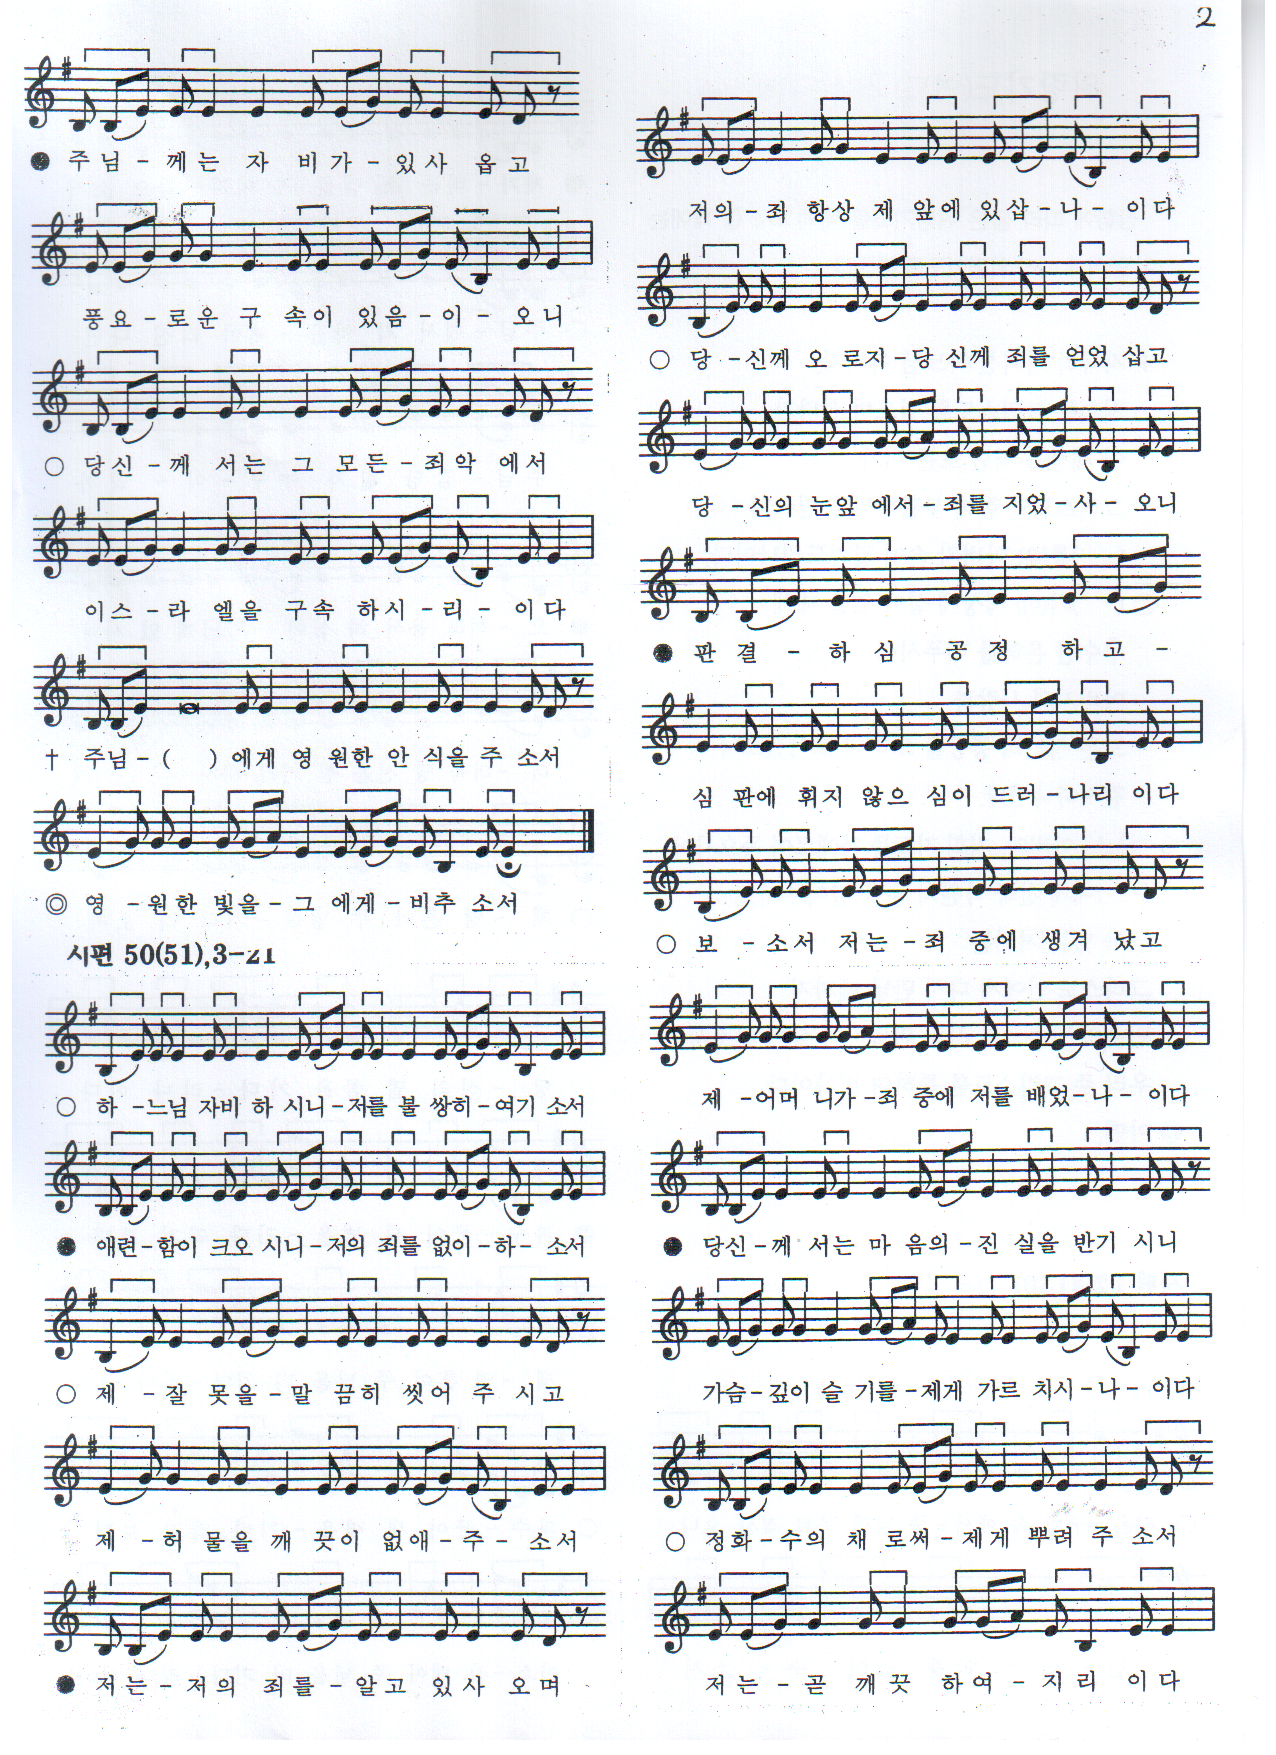 2
● 주님 - 께는 자 비가 - 있사 옵고
풍요 - 로운 구 속이 있음 - 이 - 오니
○ 당신 - 께 서는 그 모든 - 죄악 에서
이스 - 라 엘을 구속 하시 - 리 - 이다
† 주님 - ( ) 에게 영 원한 안 식을 주 소서
◎ 영 - 원한 빛을 - 그 에게 - 비추 소서
시편 50(51),3-21
○ 하 - 느님 자비 하 시니 - 저를 불 쌍히 - 여기 소서
● 애련 - 함이 크오 시니 - 저의 죄를 없이 - 하 - 소서
○ 제 - 잘 못을 - 말 끔히 씻어 주 시고
제 - 허 물을 깨 끗이 없애 - 주 - 소서
● 저는 - 저의 죄를 - 알고 있사 오며
저의 - 죄 항상 제 앞에 있삽 - 나 - 이다
○ 당 - 신께 오 로지 - 당 신께 죄를 얻었 삽고
당 - 신의 눈앞 에서 - 죄를 지었 - 사 - 오니
● 판결 - 하심 공정 하고 -
심 판에 휘지 않으 심이 드러 - 나리 이다
○ 보 - 소서 저는 - 죄 중에 생겨 났고
제 - 어머 니가 - 죄 중에 저를 배었 - 나 - 이다
● 당신 - 께 서는 마 음의 - 진 실을 반기 시니
가슴 - 깊이 슬 기를 - 제게 가르 치시 - 나 - 이다
○ 정화 - 수의 채 로써 - 제게 뿌려 주 소서
저는 - 곧 깨끗 하여 - 지리 이다